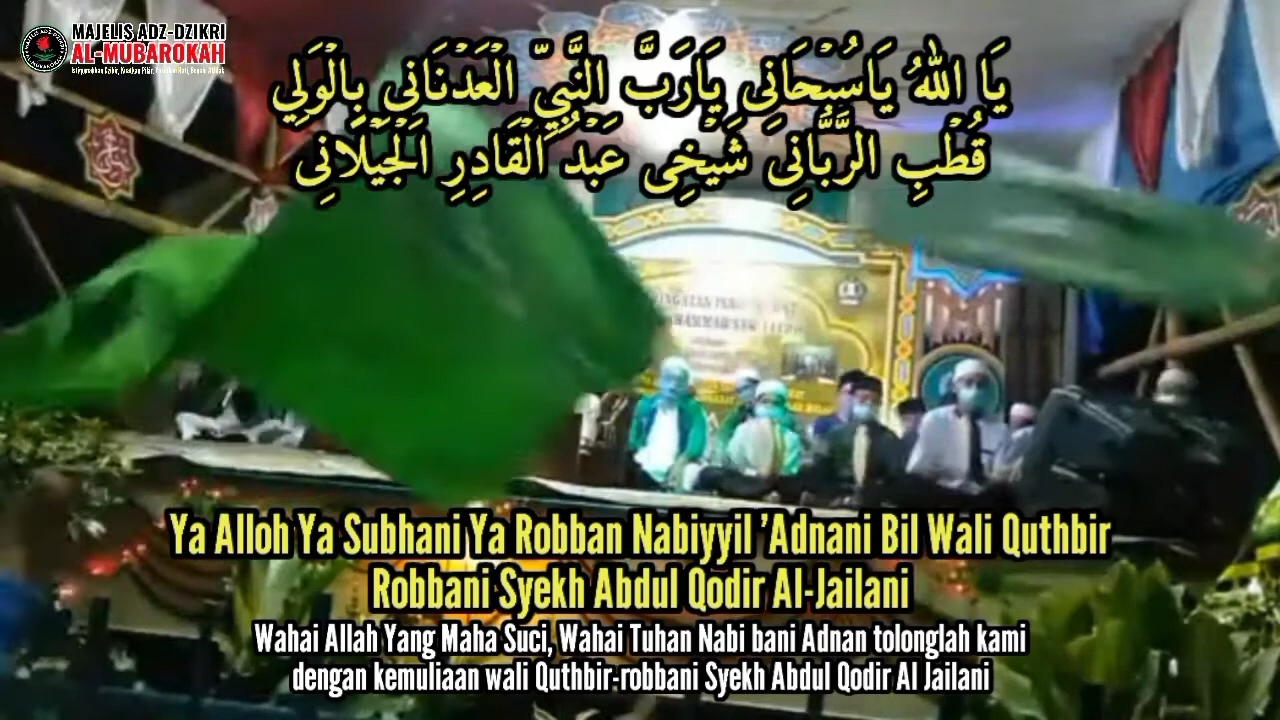 MAJELIS ADZ-DZIKRI
AL-MUBAROKAH
يَا اللهُ يَاسُبْحَانِي يَارَبَّ النَّبِيِّ الْعَدْنَانِي بِالْوَلِي
قُطْبِ الرَّبَّانِى شَيْخِى عَبْدُ الْقَادِرِ الْجَيْلَانِى
Ya Alloh Ya Subhani Ya Robban Nabiyyil 'Adnani Bil Wali Quthbir
Robbani Syekh Abdul Qodir Al-Jailani
Wahai Allah Yang Maha Suci, Wahai Tuhan Nabi bani Adnan tolonglah kami
dengan kemuliaan wali Quthbir-robbani Syekh Abdul Qodir Al Jailani